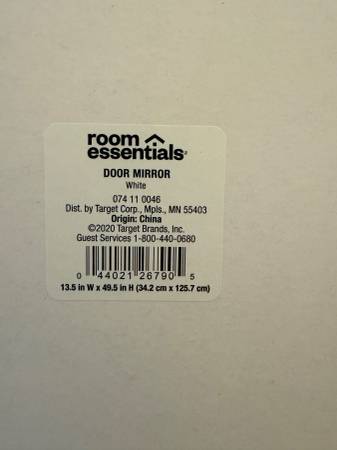 room
essentials®
DOOR MIRROR
White
074 11 0046
Dist. by Target Corp., Mpls., MN 55403
Origin: China
©2020 Target Brands, Inc.
Guest Services 1-800-440-0680
0 44021 26790 5
13.5 in W x 49.5 in H (34.2 cm x 125.7 cm)